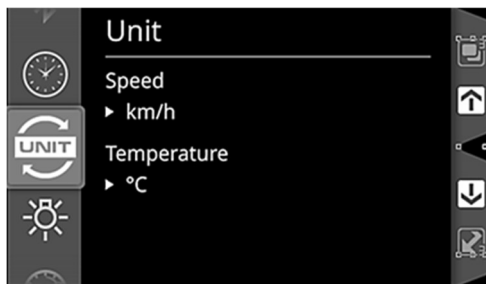 Unit
Speed
▸ km/h
UNIT
Temperature
▸ °C